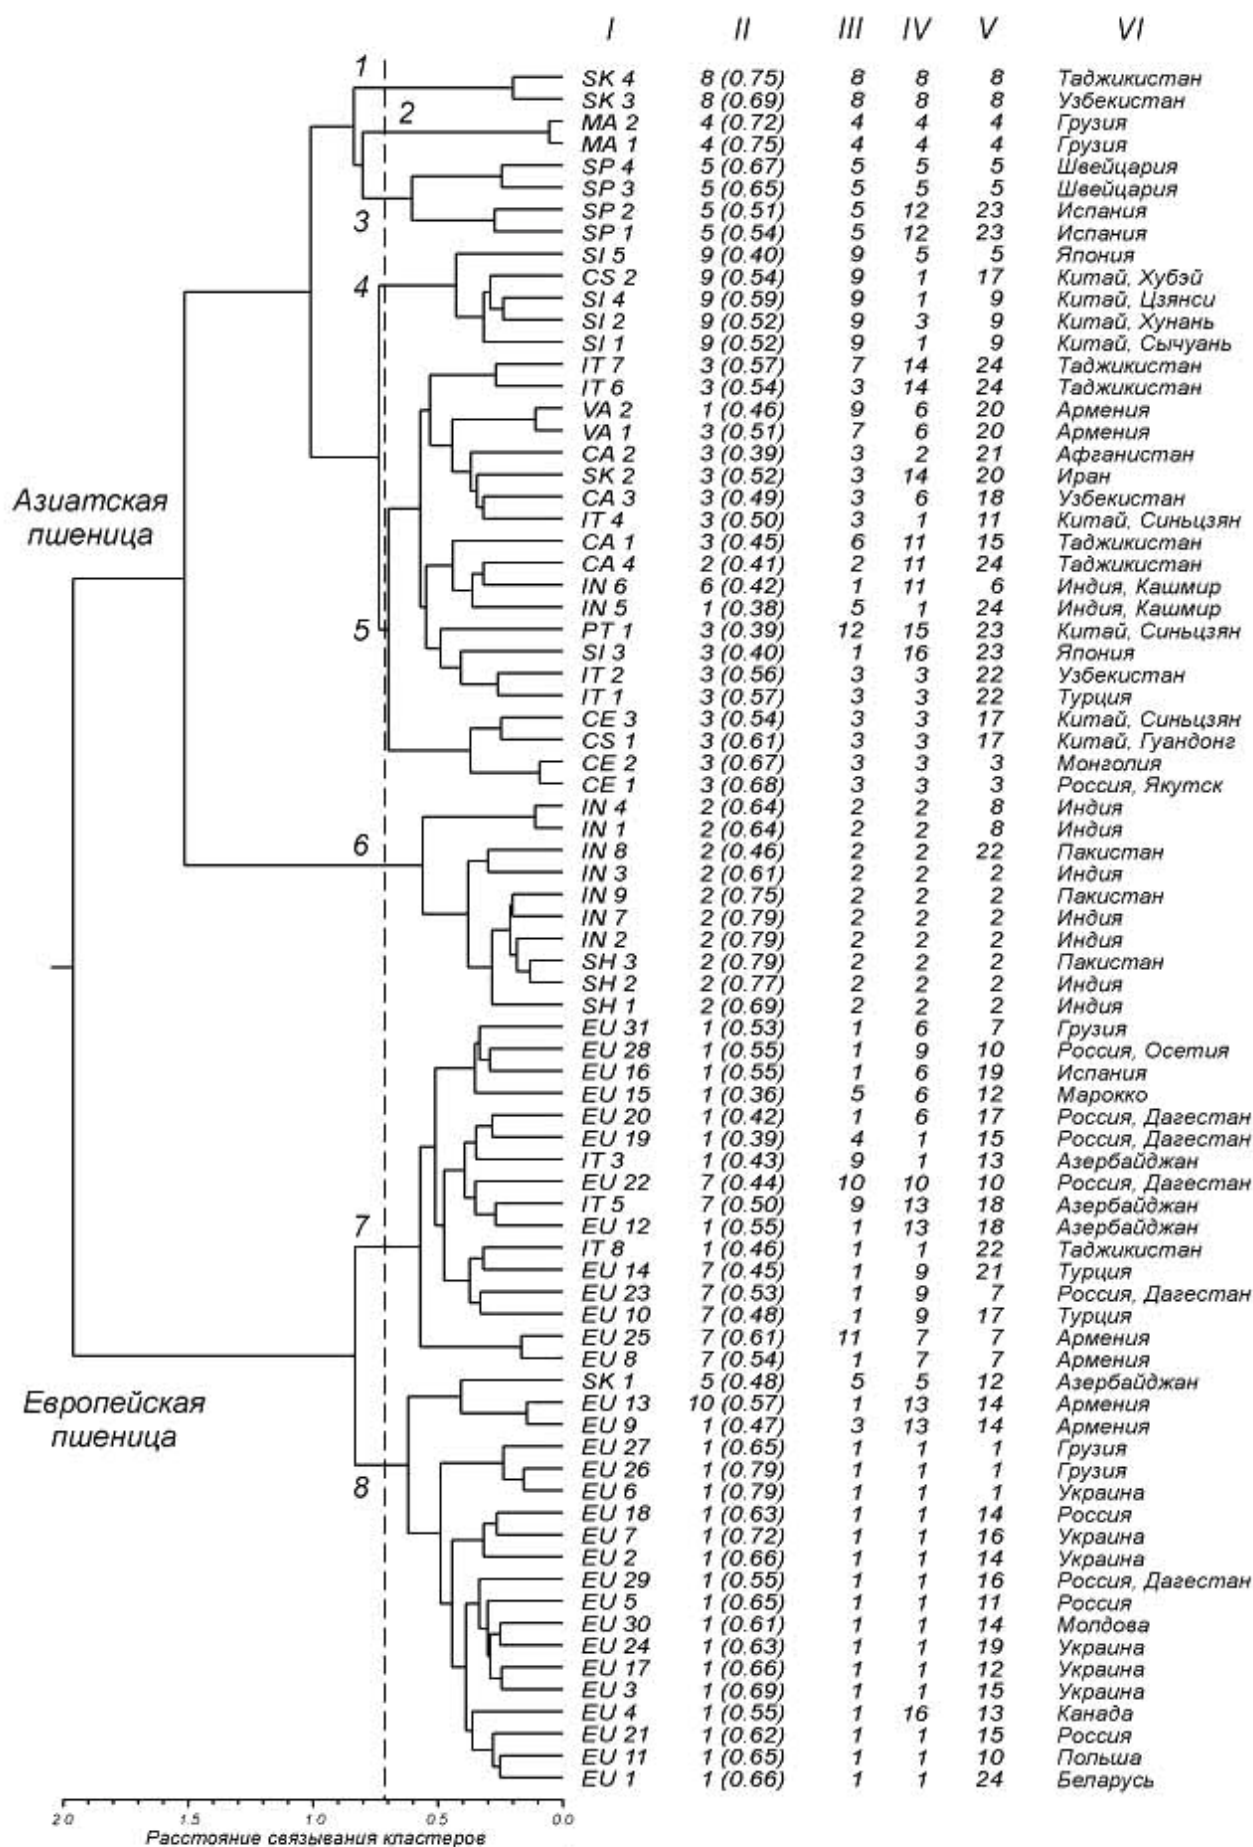 I II III IV V VI
1
SK 4 8 (0.75) 8 8 8 Таджикистан
SK 3 8 (0.69) 8 8 8 Узбекистан
2
MA 2 4 (0.72) 4 4 4 Грузия
MA 1 4 (0.75) 4 4 4 Грузия
SP 4 5 (0.67) 5 5 5 Швейцария
SP 3 5 (0.65) 5 5 5 Швейцария
3
SP 2 5 (0.51) 5 12 23 Испания
SP 1 5 (0.54) 5 12 23 Испания
SI 5 9 (0.40) 9 5 5 Япония
4
CS 2 9 (0.54) 9 1 17 Китай, Хубэй
SI 4 9 (0.59) 9 1 9 Китай, Цзянси
SI 2 9 (0.52) 9 3 9 Китай, Хунань
SI 1 9 (0.52) 9 1 9 Китай, Сычуань
IT 7 3 (0.57) 7 14 24 Таджикистан
IT 6 3 (0.54) 3 14 24 Таджикистан
VA 2 1 (0.46) 9 6 20 Армения
VA 1 3 (0.51) 7 6 20 Армения
CA 2 3 (0.39) 3 2 21 Афганистан
SK 2 3 (0.52) 3 14 20 Иран
Азиатская
пшеница
CA 3 3 (0.49) 3 6 18 Узбекистан
IT 4 3 (0.50) 3 1 11 Китай, Синьцзян
CA 1 3 (0.45) 6 11 15 Таджикистан
CA 4 2 (0.41) 2 11 24 Таджикистан
IN 6 6 (0.42) 1 11 6 Индия, Кашмир
IN 5 1 (0.38) 5 1 24 Индия, Кашмир
5
PT 1 3 (0.39) 12 15 23 Китай, Синьцзян
SI 3 3 (0.40) 1 16 23 Япония
IT 2 3 (0.56) 3 3 22 Узбекистан
IT 1 3 (0.57) 3 3 22 Турция
CE 3 3 (0.54) 3 3 17 Китай, Синьцзян
CS 1 3 (0.61) 3 3 17 Китай, Гуандонг
CE 2 3 (0.67) 3 3 3 Монголия
CE 1 3 (0.68) 3 3 3 Россия, Якутск
IN 4 2 (0.64) 2 2 8 Индия
IN 1 2 (0.64) 2 2 8 Индия
6
IN 8 2 (0.46) 2 2 22 Пакистан
IN 3 2 (0.61) 2 2 2 Индия
IN 9 2 (0.75) 2 2 2 Пакистан
IN 7 2 (0.79) 2 2 2 Индия
IN 2 2 (0.79) 2 2 2 Индия
SH 3 2 (0.79) 2 2 2 Пакистан
SH 2 2 (0.77) 2 2 2 Индия
SH 1 2 (0.69) 2 2 2 Индия
EU 31 1 (0.53) 1 6 7 Грузия
EU 28 1 (0.55) 1 9 10 Россия, Осетия
EU 16 1 (0.55) 1 6 19 Испания
EU 15 1 (0.36) 5 6 12 Марокко
EU 20 1 (0.42) 1 6 17 Россия, Дагестан
EU 19 1 (0.39) 4 1 15 Россия, Дагестан
IT 3 1 (0.43) 9 1 13 Азербайджан
EU 22 7 (0.44) 10 10 10 Россия, Дагестан
IT 5 7 (0.50) 9 13 18 Азербайджан
7
EU 12 1 (0.55) 1 13 18 Азербайджан
IT 8 1 (0.46) 1 1 22 Таджикистан
EU 14 7 (0.45) 1 9 21 Турция
EU 23 7 (0.53) 1 9 7 Россия, Дагестан
EU 10 7 (0.48) 1 9 17 Турция
EU 25 7 (0.61) 11 7 7 Армения
EU 8 7 (0.54) 1 7 7 Армения
SK 1 5 (0.48) 5 5 12 Азербайджан
Европейская
пшеница
EU 13 10 (0.57) 1 13 14 Армения
EU 9 1 (0.47) 3 13 14 Армения
EU 27 1 (0.65) 1 1 1 Грузия
EU 26 1 (0.79) 1 1 1 Грузия
8
EU 6 1 (0.79) 1 1 1 Украина
EU 18 1 (0.63) 1 1 14 Россия
EU 7 1 (0.72) 1 1 16 Украина
EU 2 1 (0.66) 1 1 14 Украина
EU 29 1 (0.55) 1 1 16 Россия, Дагестан
EU 5 1 (0.65) 1 1 11 Россия
EU 30 1 (0.61) 1 1 14 Молдова
EU 24 1 (0.63) 1 1 19 Украина
EU 17 1 (0.66) 1 1 12 Украина
EU 3 1 (0.69) 1 1 15 Украина
EU 4 1 (0.55) 1 16 13 Канада
EU 21 1 (0.62) 1 1 15 Россия
EU 11 1 (0.65) 1 1 10 Польша
EU 1 1 (0.66) 1 1 24 Беларусь
2.0 1.5 1.0 0.5 0.0
Расстояние связывания кластеров